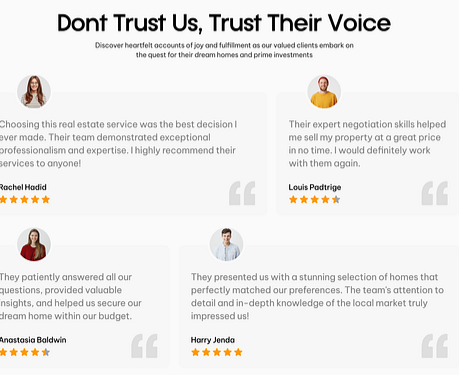 Dont Trust Us, Trust Their Voice
Discover heartfelt accounts of joy and fulfillment as our valued clients embark on
the quest for their dream homes and prime investments
Choosing this real estate service was the best decision I
ever made. Their team demonstrated exceptional
professionalism and expertise. I highly recommend their
services to anyone!
Rachel Hadid
Their expert negotiation skills helped
me sell my property at a great price
in no time. I would definitely work
with them again.
Louis Padtrige
They patiently answered all our
questions, provided valuable
insights, and helped us secure our
dream home within our budget.
Anastasia Baldwin
They presented us with a stunning selection of homes that
perfectly matched our preferences. The team's attention to
detail and in-depth knowledge of the local market truly
impressed us!
Harry Jenda